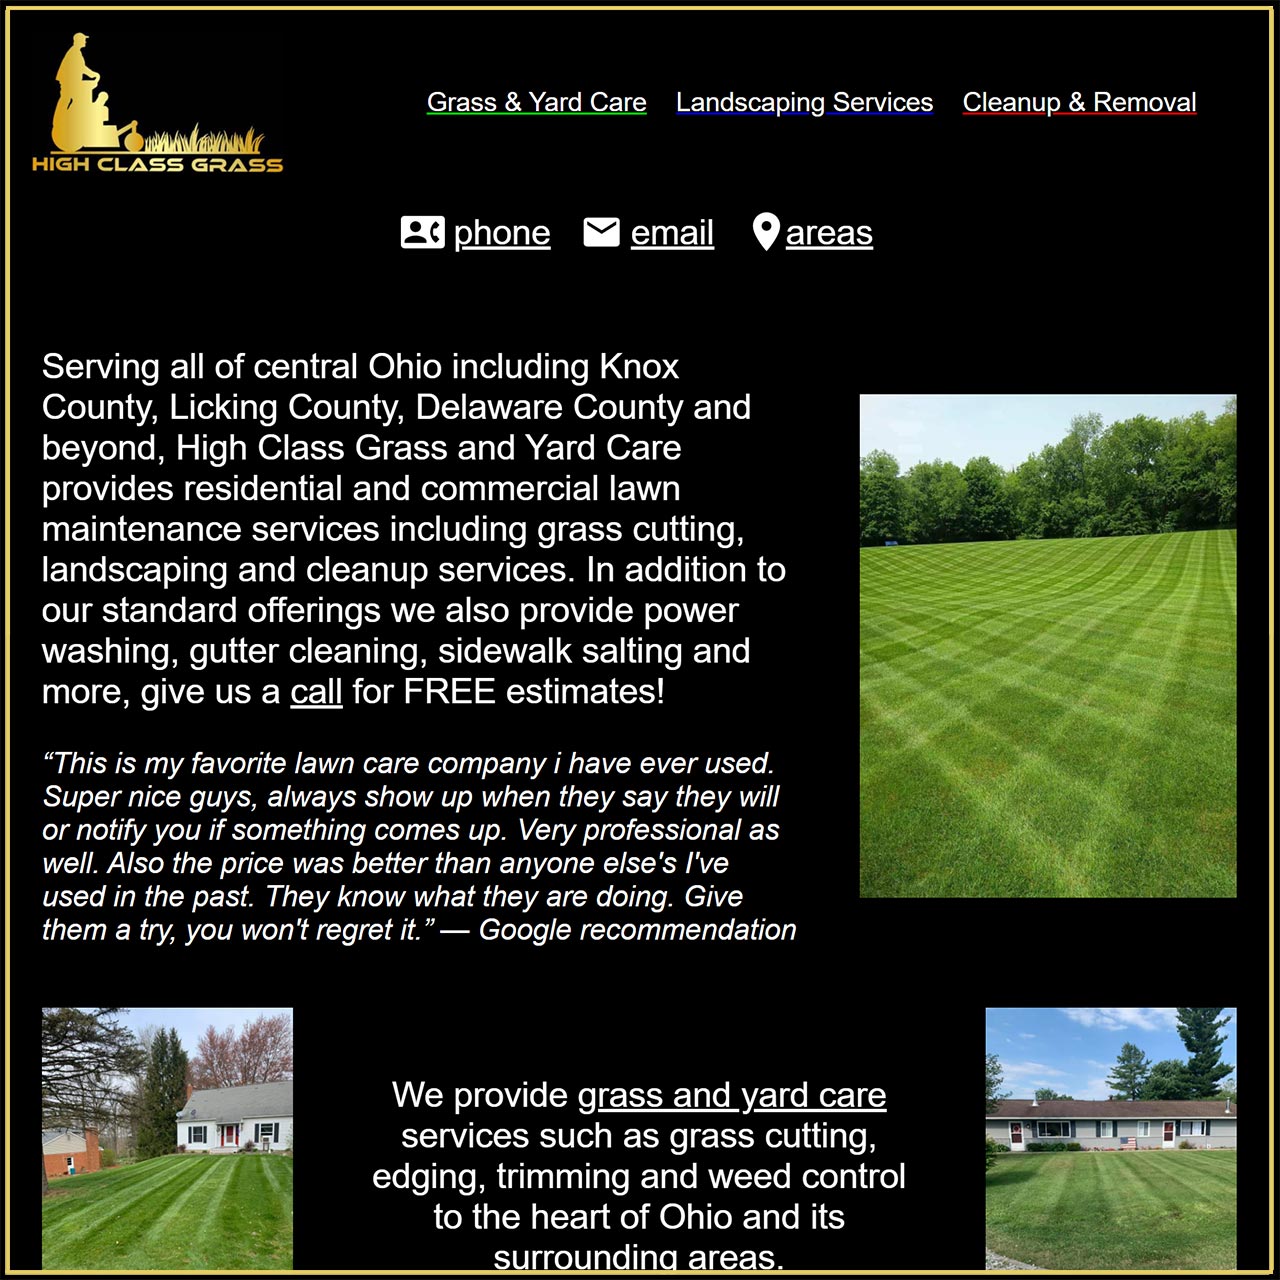 HIGH CLASS GRASS
Grass & Yard Care Landscaping Services Cleanup & Removal
phone email areas
Serving all of central Ohio including Knox
County, Licking County, Delaware County and
beyond, High Class Grass and Yard Care
provides residential and commercial lawn
maintenance services including grass cutting,
landscaping and cleanup services. In addition to
our standard offerings we also provide power
washing, gutter cleaning, sidewalk salting and
more, give us a call for FREE estimates!
“This is my favorite lawn care company i have ever used.
Super nice guys, always show up when they say they will
or notify you if something comes up. Very professional as
well. Also the price was better than anyone else's I've
used in the past. They know what they are doing. Give
them a try, you won't regret it.” — Google recommendation
We provide grass and yard care
services such as grass cutting,
edging, trimming and weed control
to the heart of Ohio and its
surrounding areas.